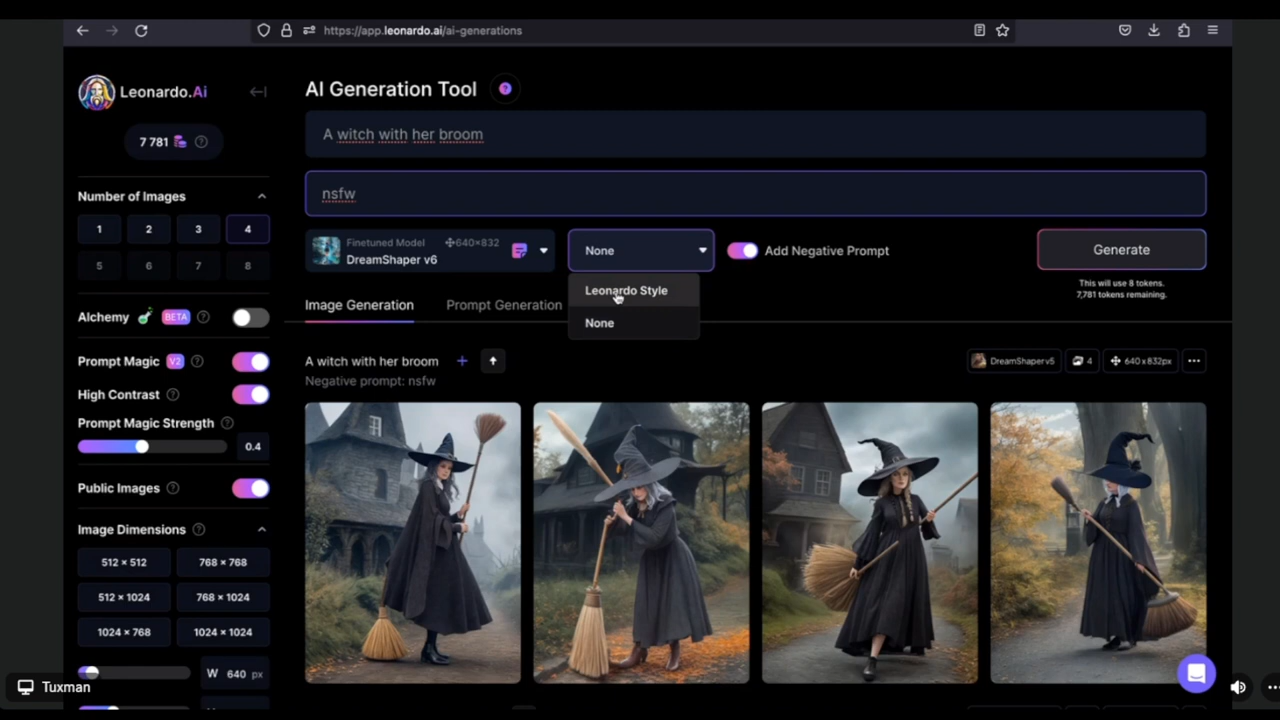 https://app.leonardo.ai/ai-generations
Leonardo.Ai
7 781
Number of Images
1 2 3 4
5 6 7 8
Alchemy BETA
Prompt Magic V2
High Contrast
Prompt Magic Strength
0.4
Public Images
Image Dimensions
512 × 512 768 × 768
512 × 1024 768 × 1024
1024 × 768 1024 × 1024
W 640 px
AI Generation Tool ?
A witch with her broom
nsfw
Finetuned Model 640×832
DreamShaper v6
None
Add Negative Prompt
Generate
This will use 8 tokens.
7,781 tokens remaining.
Leonardo Style
None
Image Generation Prompt Generation
A witch with her broom
Negative prompt: nsfw
DreamShaper v5 4 640 x 832px
Tuxman